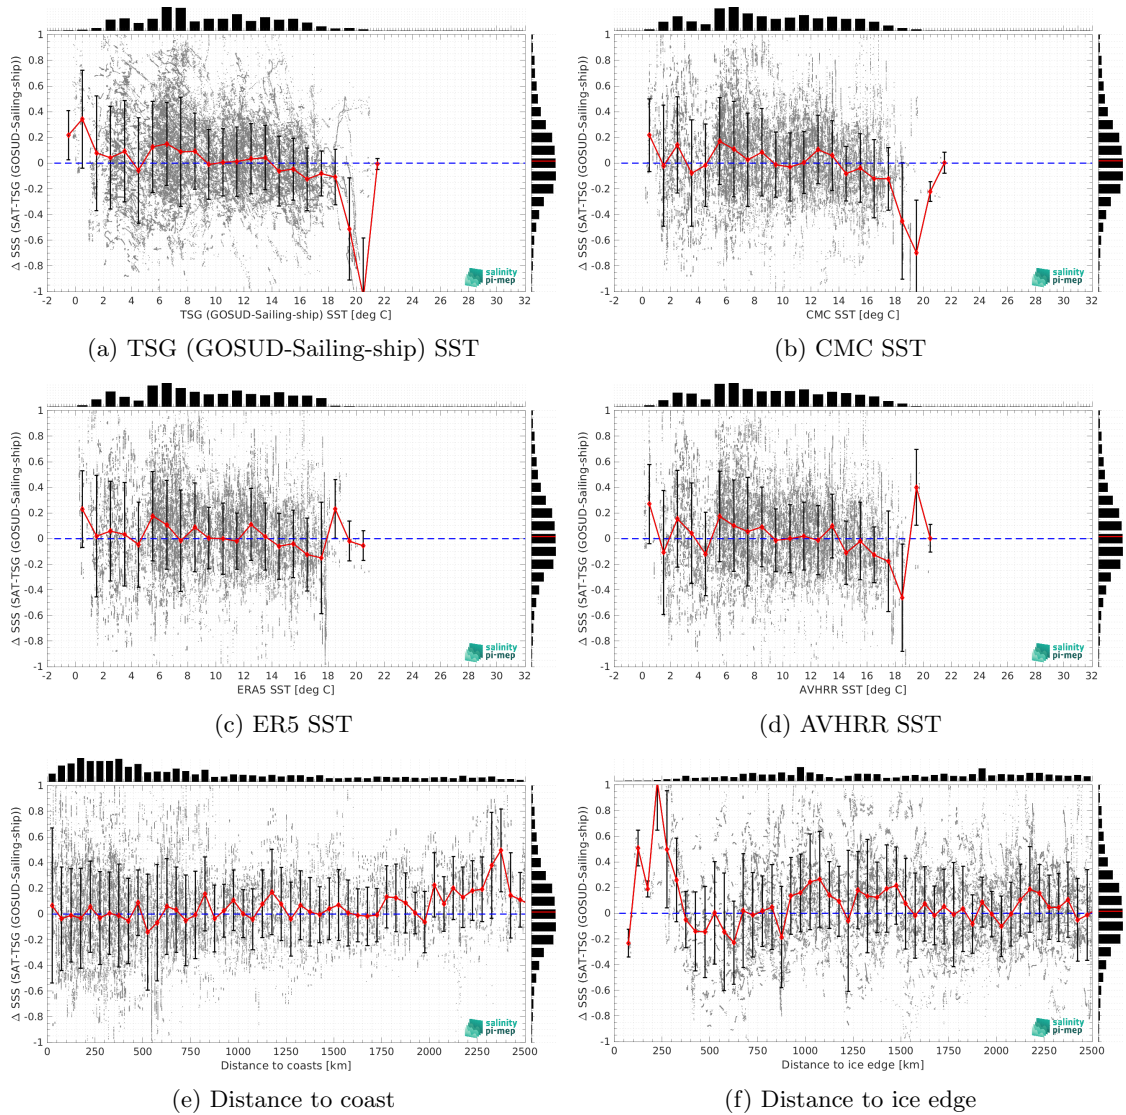 1
0.8
0.6
0.4
0.2
0
-0.2
-0.4
-0.6
-0.8
-1
Δ SSS (SAT-TSG (GOSUD-Sailing-ship))
salinity
pi-mep
-2 0 2 4 6 8 10 12 14 16 18 20 22 24 26 28 30 32
TSG (GOSUD-Sailing-ship) SST [deg C]
(a) TSG (GOSUD-Sailing-ship) SST
1
0.8
0.6
0.4
0.2
0
-0.2
-0.4
-0.6
-0.8
-1
Δ SSS (SAT-TSG (GOSUD-Sailing-ship))
salinity
pi-mep
-2 0 2 4 6 8 10 12 14 16 18 20 22 24 26 28 30 32
CMC SST [deg C]
(b) CMC SST
1
0.8
0.6
0.4
0.2
0
-0.2
-0.4
-0.6
-0.8
-1
Δ SSS (SAT-TSG (GOSUD-Sailing-ship))
salinity
pi-mep
-2 0 2 4 6 8 10 12 14 16 18 20 22 24 26 28 30 32
ERA5 SST [deg C]
(c) ER5 SST
1
0.8
0.6
0.4
0.2
0
-0.2
-0.4
-0.6
-0.8
-1
Δ SSS (SAT-TSG (GOSUD-Sailing-ship))
salinity
pi-mep
-2 0 2 4 6 8 10 12 14 16 18 20 22 24 26 28 30 32
AVHRR SST [deg C]
(d) AVHRR SST
1
0.8
0.6
0.4
0.2
0
-0.2
-0.4
-0.6
-0.8
-1
Δ SSS (SAT-TSG (GOSUD-Sailing-ship))
salinity
pi-mep
0 250 500 750 1000 1250 1500 1750 2000 2250 2500
Distance to coasts [km]
(e) Distance to coast
1
0.8
0.6
0.4
0.2
0
-0.2
-0.4
-0.6
-0.8
-1
Δ SSS (SAT-TSG (GOSUD-Sailing-ship))
salinity
pi-mep
0 250 500 750 1000 1250 1500 1750 2000 2250 2500
Distance to ice edge [km]
(f) Distance to ice edge